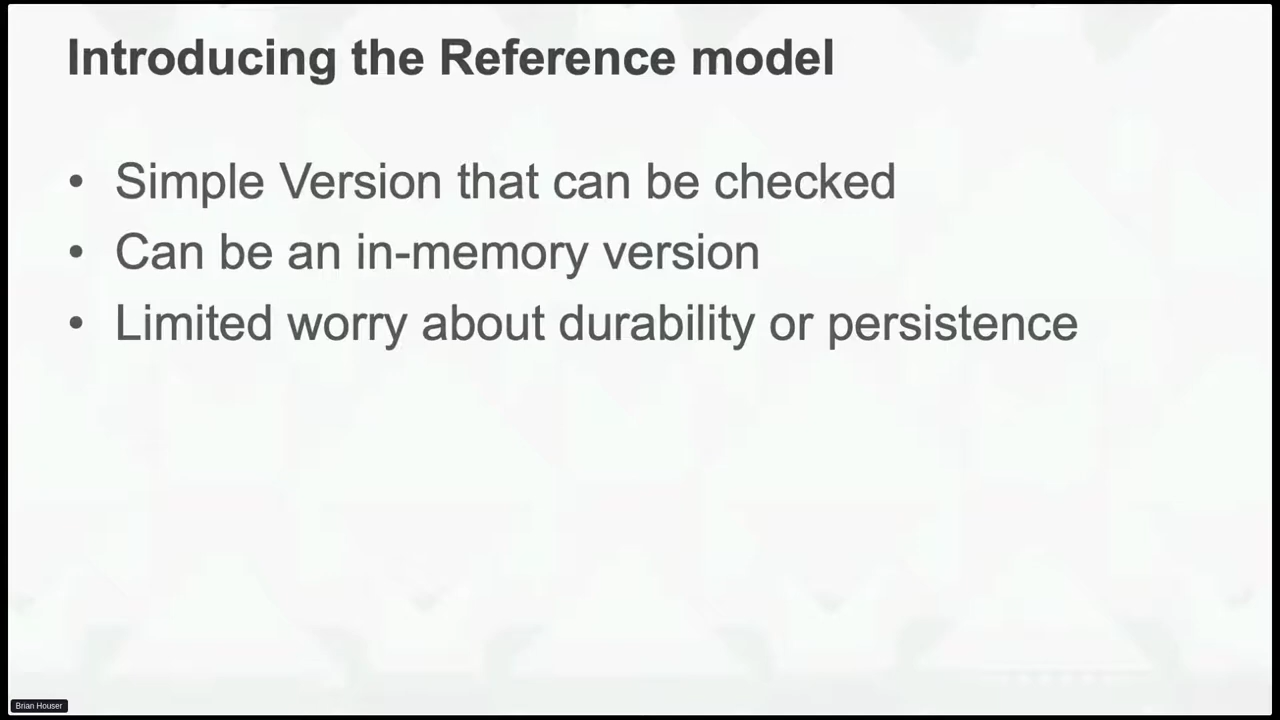 Introducing the Reference model
• Simple Version that can be checked
• Can be an in-memory version
• Limited worry about durability or persistence
Brian Houser